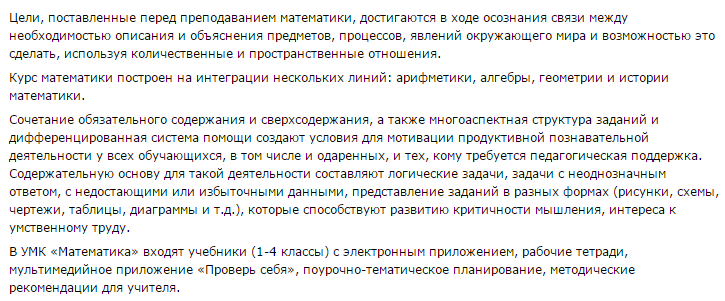 Цели, поставленные перед преподаванием математики, достигаются в ходе осознания связи между
необходимостью описания и объяснения предметов, процессов, явлений окружающего мира и возможностью это
сделать, используя количественные и пространственные отношения.
Курс математики построен на интеграции нескольких линий: арифметики, алгебры, геометрии и истории
математики.
Сочетание обязательного содержания и сверхсодержания, а также многоаспектная структура заданий и
дифференцированная система помощи создают условия для мотивации продуктивной познавательной
деятельности у всех обучающихся, в том числе и одаренных, и тех, кому требуется педагогическая поддержка.
Содержательную основу для такой деятельности составляют логические задачи, задачи с неоднозначным
ответом, с недостающими или избыточными данными, представление заданий в разных формах (рисунки, схемы,
чертежи, таблицы, диаграммы и т.д.), которые способствуют развитию критичности мышления, интереса к
умственному труду.
В УМК «Математика» входят учебники (1-4 классы) с электронным приложением, рабочие тетради,
мультимедийное приложение «Проверь себя», поурочно-тематическое планирование, методические
рекомендации для учителя.